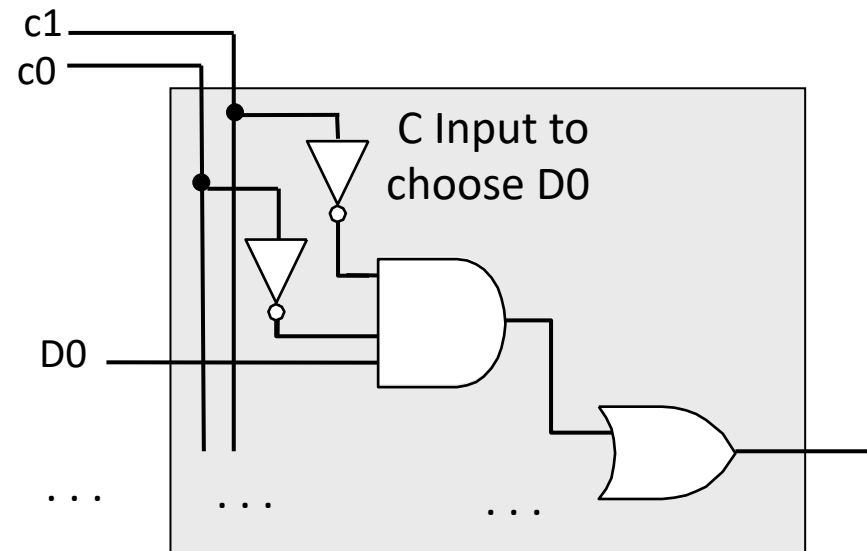 c1
c0
C Input to
choose D0
D0
. . .
. . .
. . .